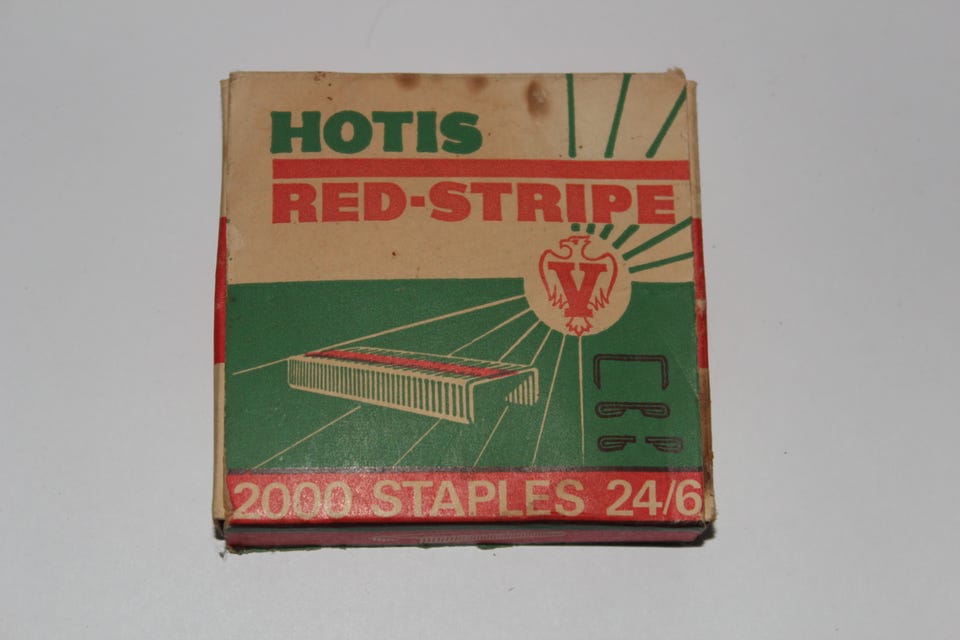 HOTIS
RED-STRIPE
V
2000 STAPLES 24/6